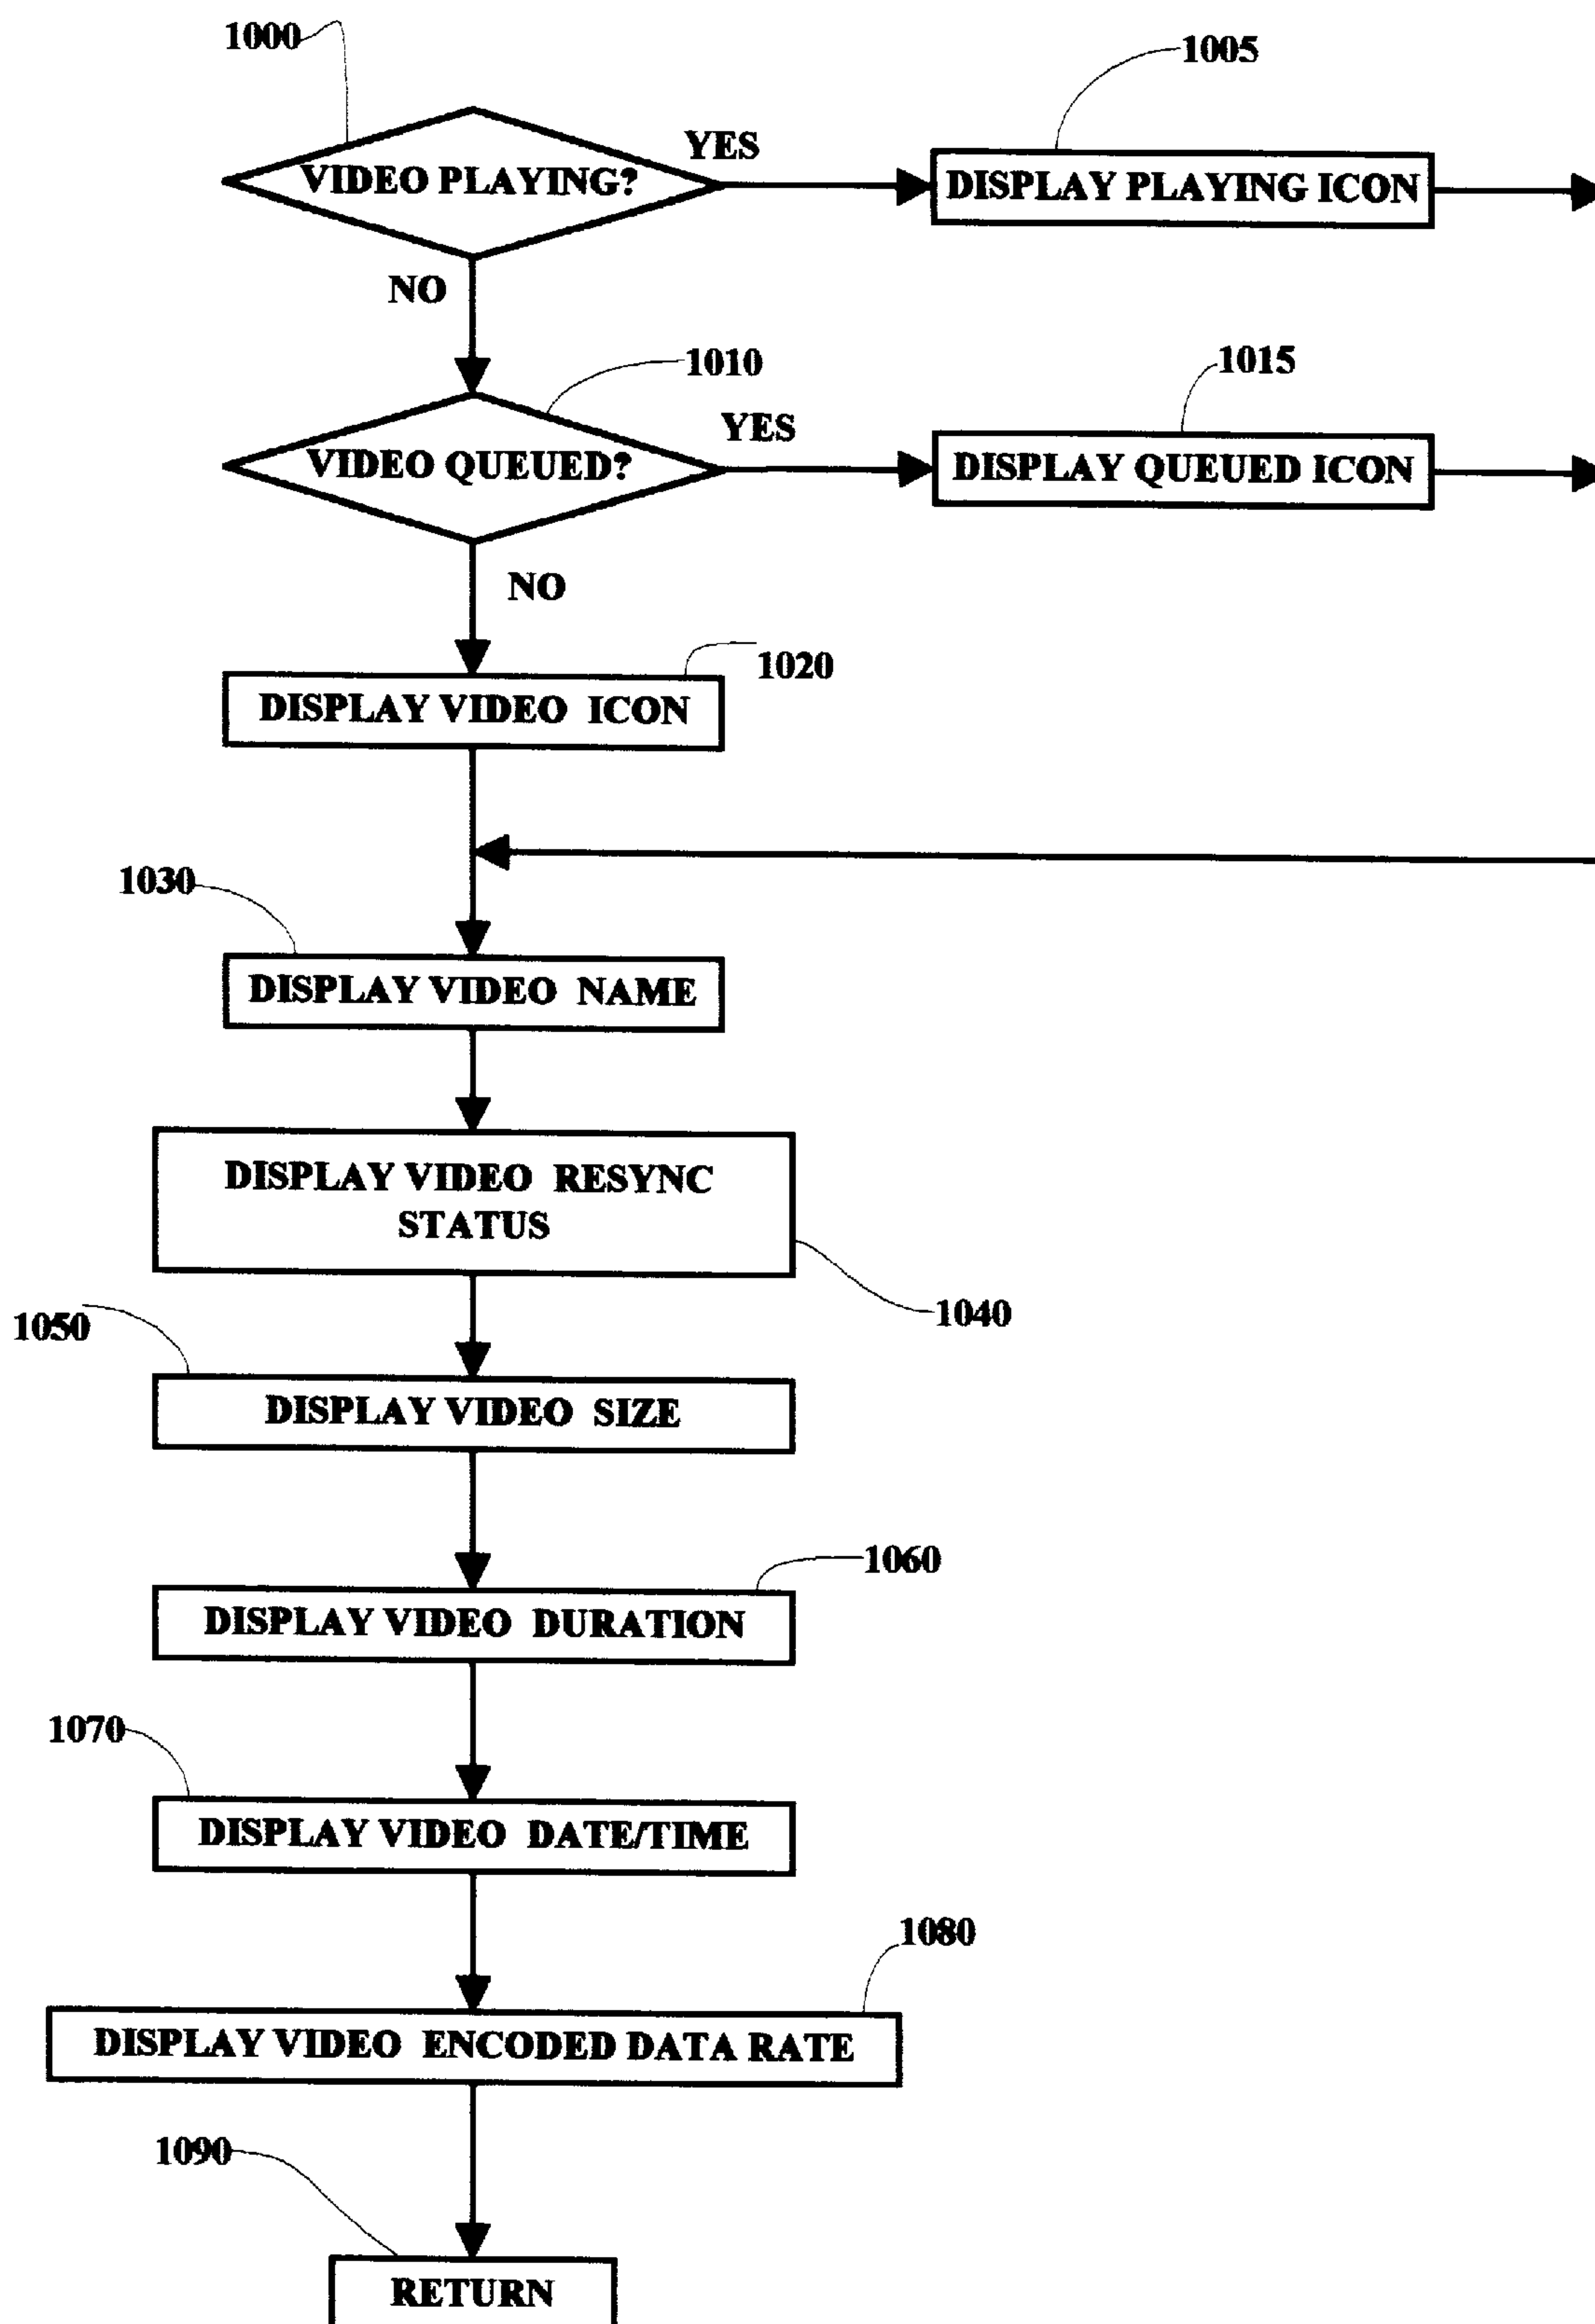 1000
1005
VIDEO PLAYING?
YES
DISPLAY PLAYING ICON
NO
1010
1015
VIDEO QUEUED?
YES
DISPLAY QUEUED ICON
NO
1020
DISPLAY VIDEO ICON
1030
DISPLAY VIDEO NAME
DISPLAY VIDEO RESYNC
STATUS
1040
1050
DISPLAY VIDEO SIZE
1060
DISPLAY VIDEO DURATION
1070
DISPLAY VIDEO DATE/TIME
1080
DISPLAY VIDEO ENCODED DATA RATE
1090
RETURN